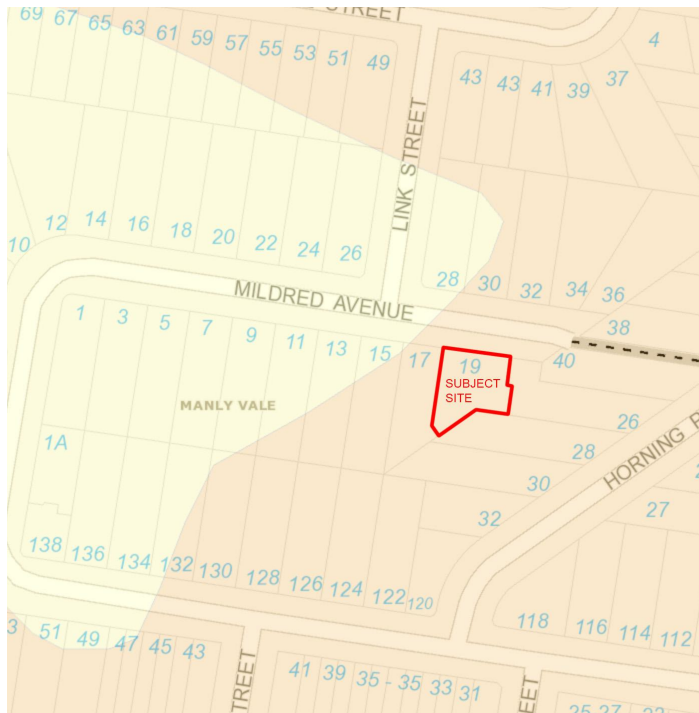 STREET
69 67 65 63 61 59 57 55 53 51 49
43 43 41 39 37 4
LINK STREET
10 12 14 16 18 20 22 24 26
28 30 32 34 36
MILDRED AVENUE
38
1 3 5 7 9 11 13 15 17 19 40
SUBJECT
SITE
MANLY VALE
26
1A
28
HORNING
30
27
32
138 136 134 132 130 128 126 124 122 120
118 116 114 112
51 49 47 45 43
41 39 35 - 35 33 31